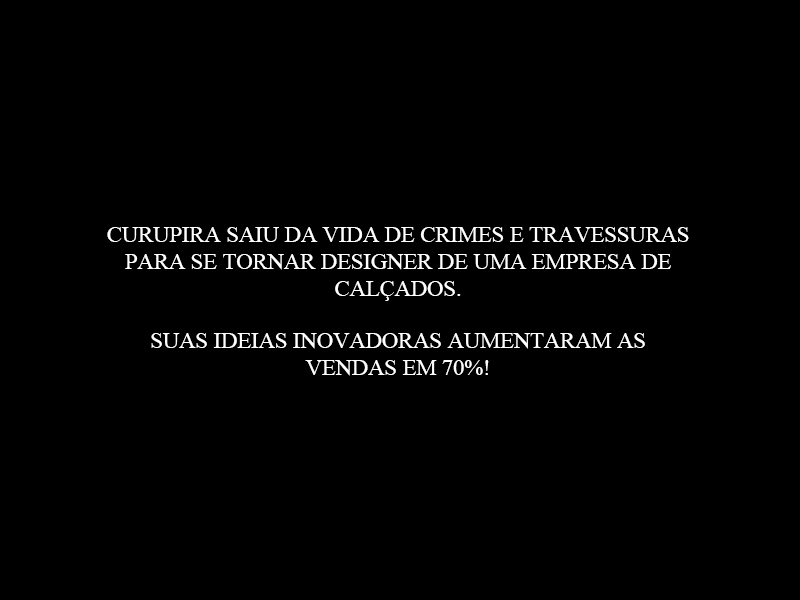 CURUPIRA SAIU DA VIDA DE CRIMES E TRAVESSURAS
PARA SE TORNAR DESIGNER DE UMA EMPRESA DE
CALÇADOS.
SUAS IDEIAS INOVADORAS AUMENTARAM AS
VENDAS EM 70%!